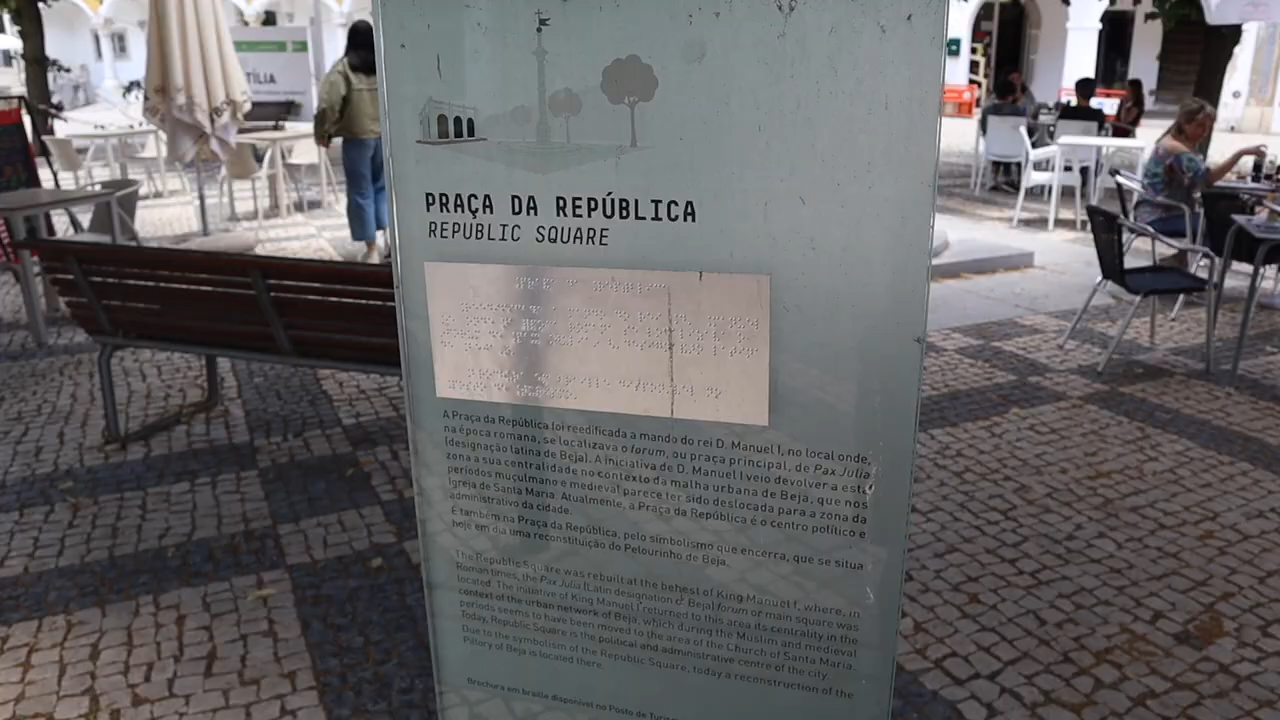 TÍLIA
PRAÇA DA REPÚBLICA
REPUBLIC SQUARE
A Praça da República foi reedificada a mando do rei D. Manuel I, no local onde,
na época romana, se localizava o forum, ou praça principal, de Pax Julia
(designação latina de Beja). A iniciativa de D. Manuel I veio devolver a esta
zona a sua centralidade no contexto da malha urbana de Beja, que nos
períodos muçulmano e medieval parece ter sido deslocada para a zona da
Igreja de Santa Maria. Atualmente, a Praça da República é o centro político e
administrativo da cidade.
É também na Praça da República, pelo simbolismo que encerra, que se situa
hoje em dia uma reconstituição do Pelourinho de Beja.
The Republic Square was rebuilt at the behest of King Manuel I, where, in
Roman times, the Pax Julia (Latin designation of Beja) forum or main square was
located. The initiative of King Manuel I returned to this area its centrality in the
context of the urban network of Beja, which during the Muslim and medieval
periods seems to have been moved to the area of the Church of Santa Maria.
Today, Republic Square is the political and administrative centre of the city.
Due to the symbolism of the Republic Square, today a reconstruction of the
Pillory of Beja is located there.
Brochura em braille disponível no Posto de Turis